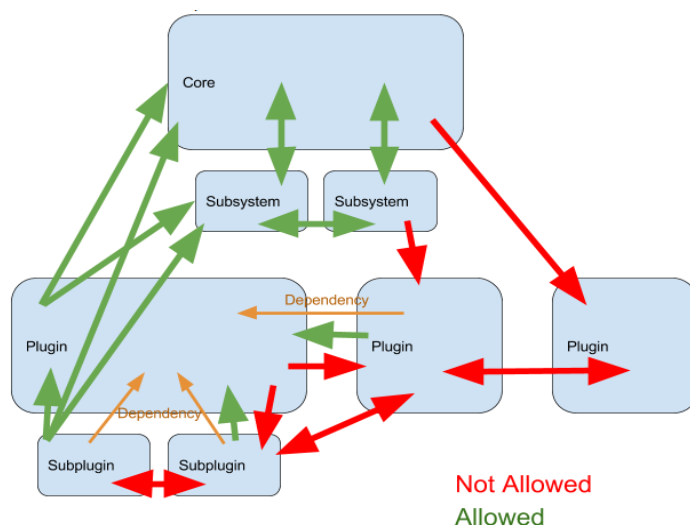 Core
Subsystem
Subsystem
Dependency
Plugin
Plugin
Plugin
Dependency
Subplugin
Subplugin
Not Allowed
Allowed